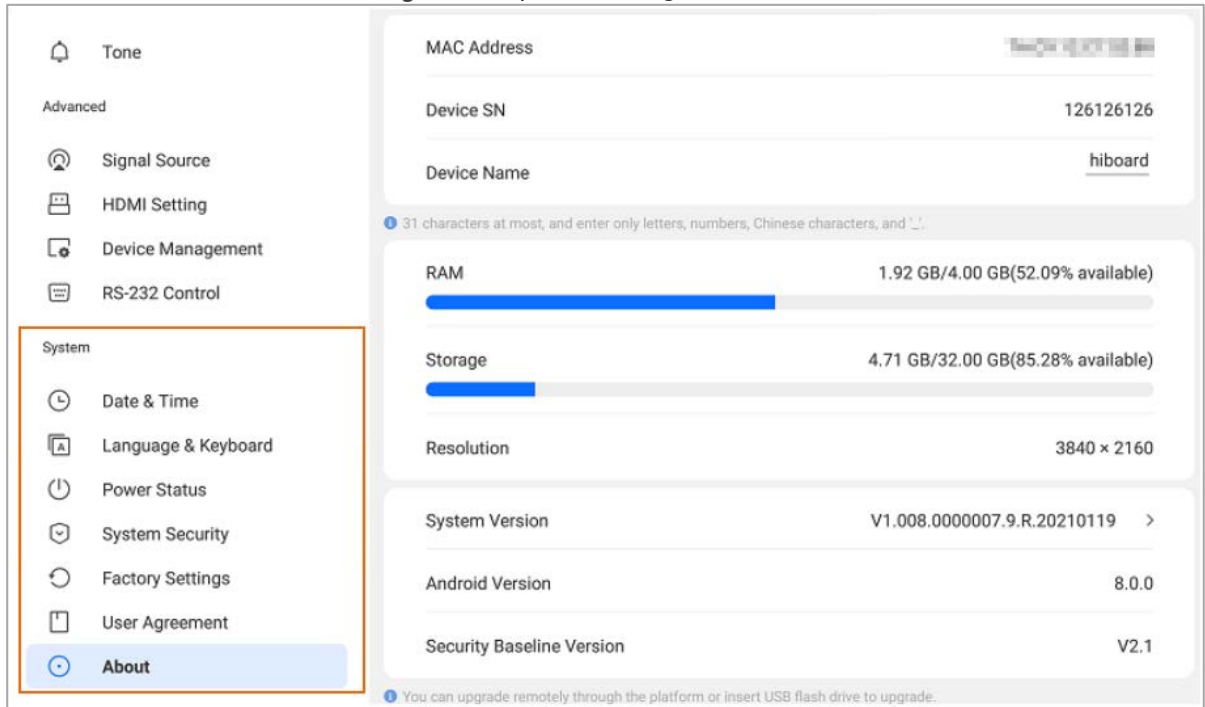 Tone
Advanced
Signal Source
HDMI Setting
Device Management
RS-232 Control
System
Date & Time
Language & Keyboard
Power Status
System Security
Factory Settings
User Agreement
About
MAC Address
Device SN 126126126
Device Name hiboard
31 characters at most, and enter only letters, numbers, Chinese characters, and '_'.
RAM 1.92 GB/4.00 GB(52.09% available)
Storage 4.71 GB/32.00 GB(85.28% available)
Resolution 3840 × 2160
System Version V1.008.0000007.9.R.20210119 >
Android Version 8.0.0
Security Baseline Version V2.1
You can upgrade remotely through the platform or insert USB flash drive to upgrade.